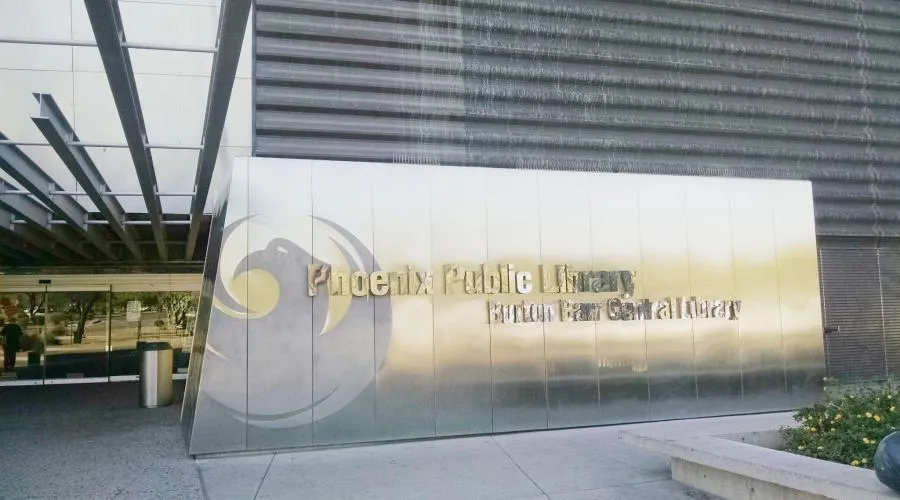 Phoenix Public Library
Burton Barr Central Library